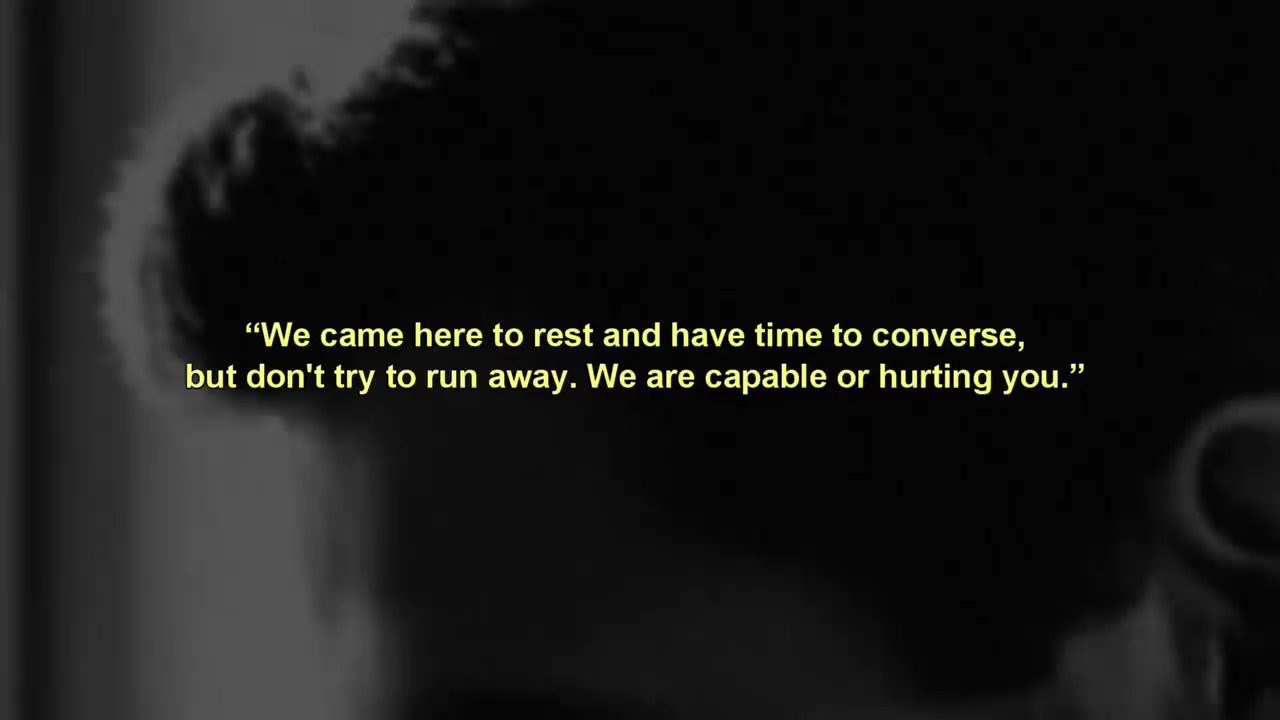 “We came here to rest and have time to converse,
but don't try to run away. We are capable or hurting you.”